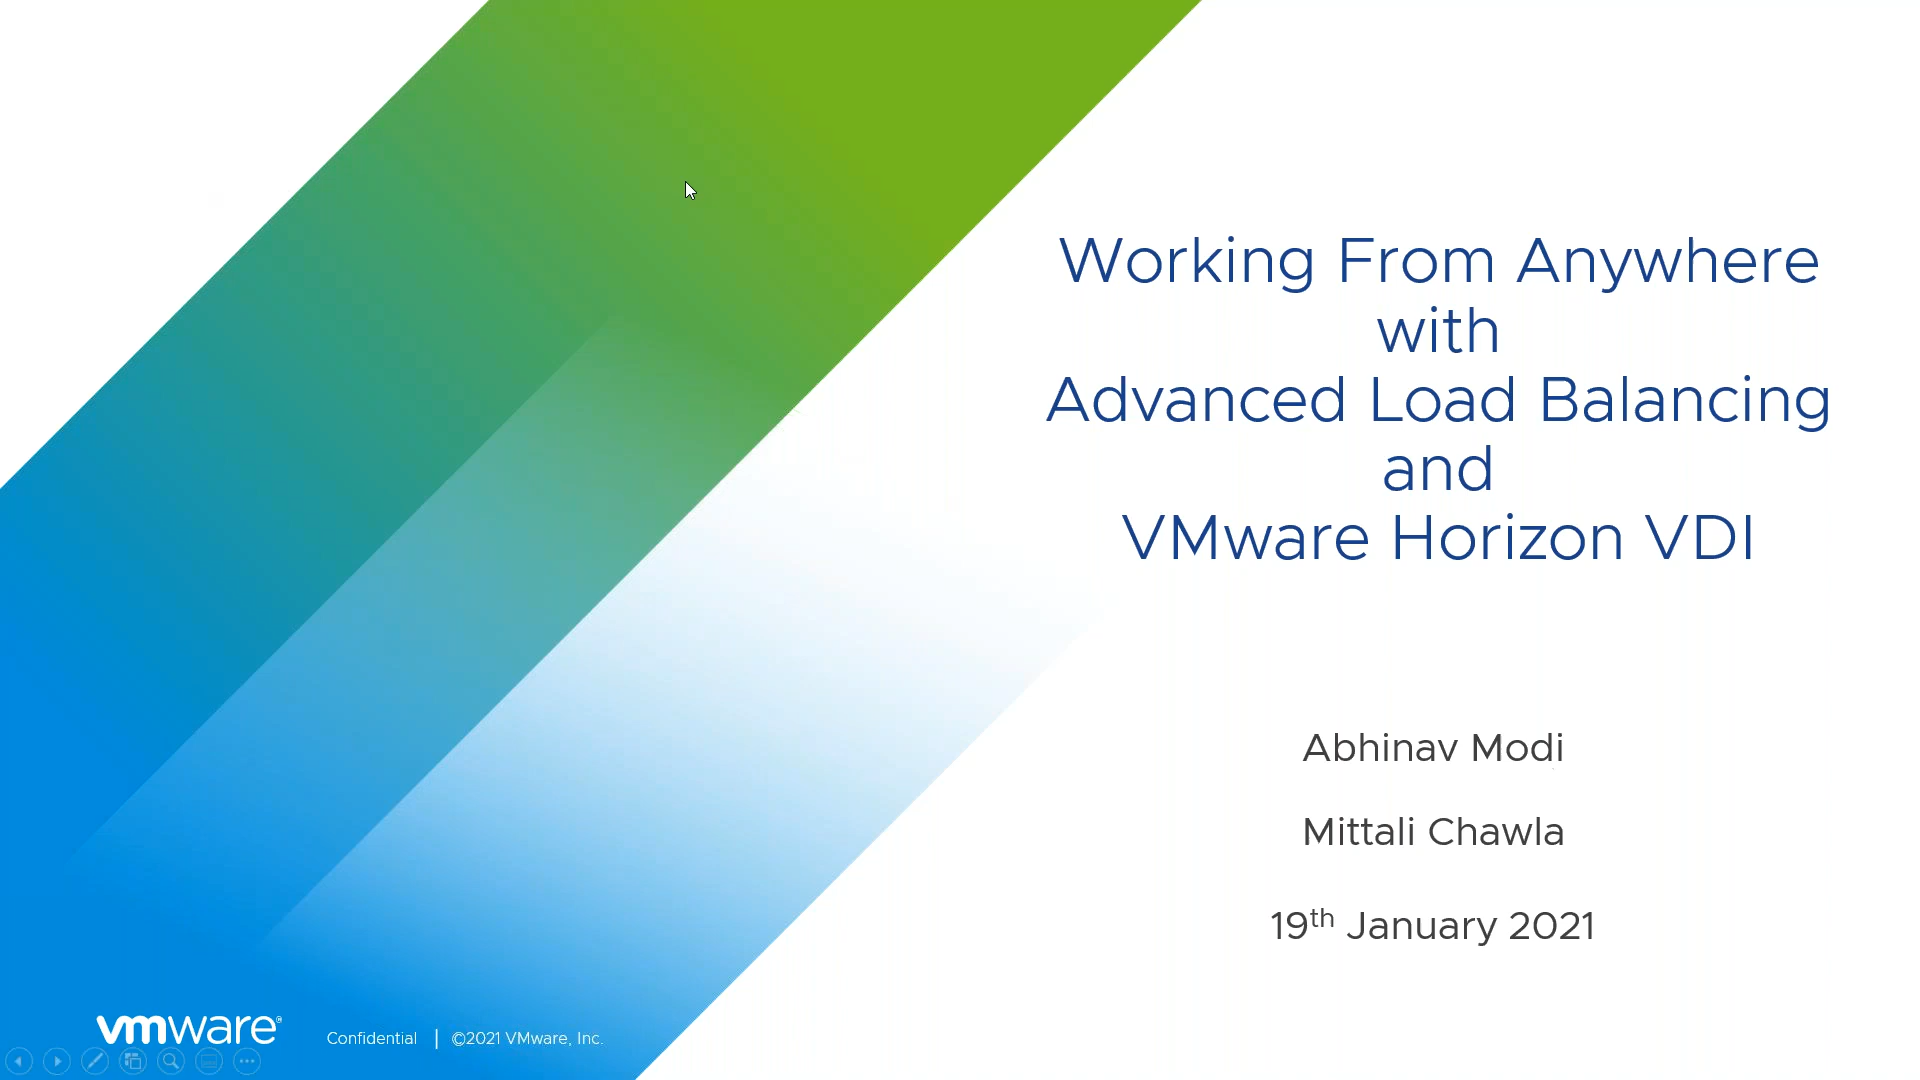 Working From Anywhere
with
Advanced Load Balancing
and
VMware Horizon VDI
Abhinav Modi
Mittali Chawla
19th January 2021
vmware®
Confidential | ©2021 VMware, Inc.